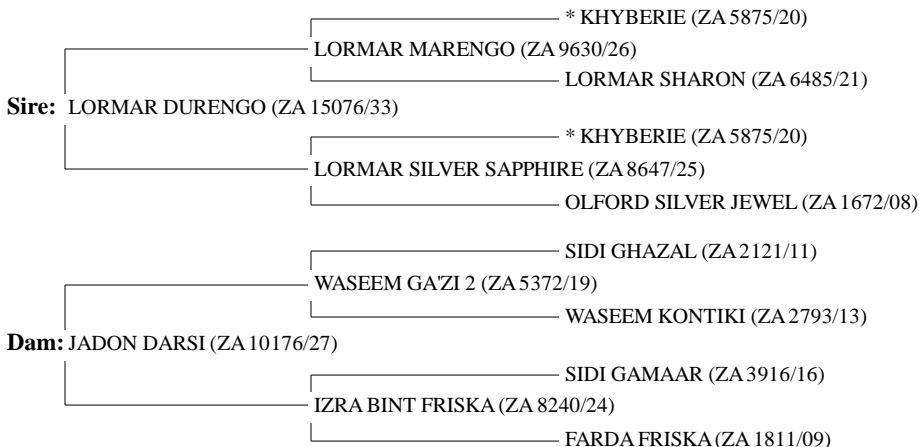 * KHYBERIE (ZA 5875/20)
LORMAR MARENGO (ZA 9630/26)
LORMAR SHARON (ZA 6485/21)
Sire: LORMAR DURENGO (ZA 15076/33)
* KHYBERIE (ZA 5875/20)
LORMAR SILVER SAPPHIRE (ZA 8647/25)
OLFORD SILVER JEWEL (ZA 1672/08)
SIDI GHAZAL (ZA 2121/11)
WASEEM GA'ZI 2 (ZA 5372/19)
WASEEM KONTIKI (ZA 2793/13)
Dam: JADON DARSI (ZA 10176/27)
SIDI GAMAAR (ZA 3916/16)
IZRA BINT FRISKA (ZA 8240/24)
FARDA FRISKA (ZA 1811/09)